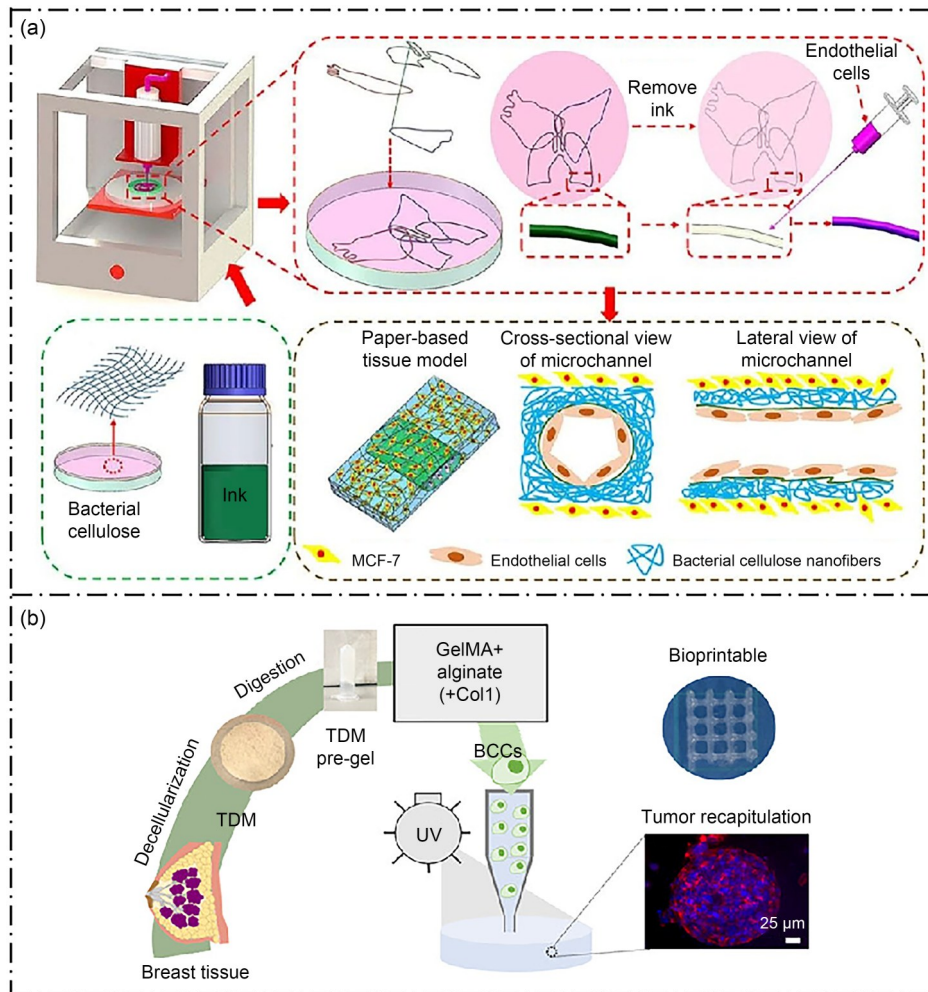 (a)
Endothelial
cells
Remove
ink
Bacterial
cellulose
Ink
Paper-based
tissue model
Cross-sectional view
of microchannel
Lateral view of
microchannel
MCF-7
Endothelial cells
Bacterial cellulose nanofibers
(b)
Breast tissue
Decellularization
TDM
Digestion
TDM
pre-gel
GelMA+
alginate
(+Col1)
BCCs
UV
Bioprintable
Tumor recapitulation
25 µm